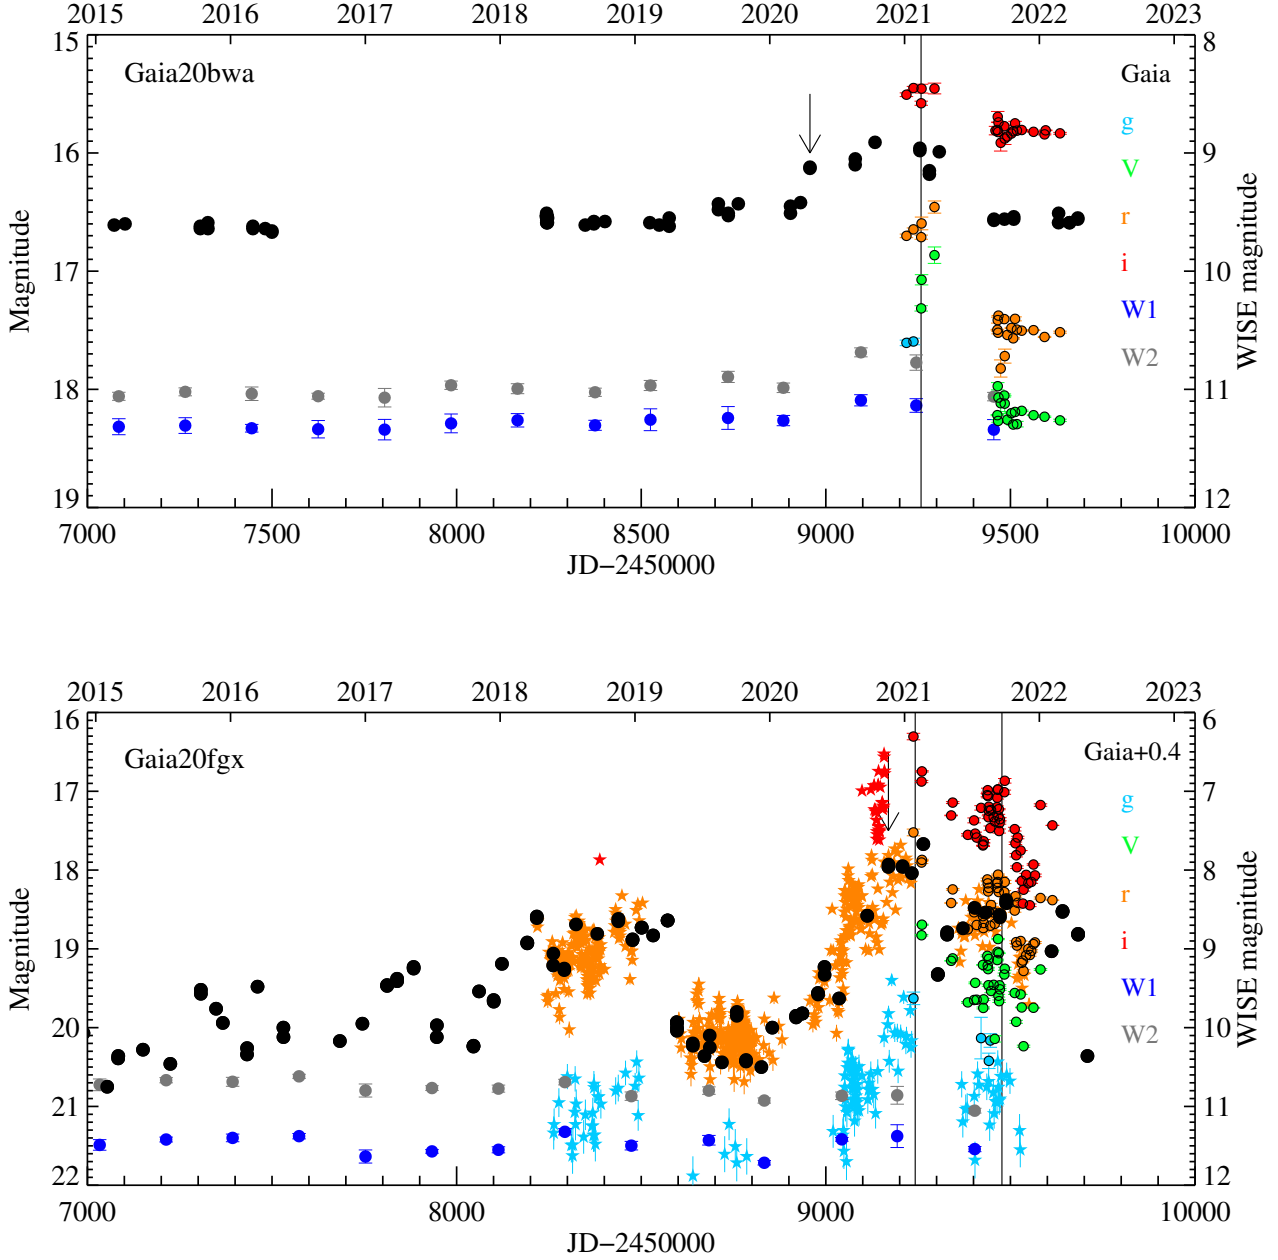 2015 2016 2017 2018 2019 2020 2021 2022 2023
15 8
Gaia20bwa Gaia
g
16 9
V
r
17 10
i
W1
W2
18 11
19 12
Magnitude
WISE magnitude
7000 7500 8000 8500 9000 9500 10000
JD−2450000
2015 2016 2017 2018 2019 2020 2021 2022 2023
16 6
Gaia20fgx Gaia+0.4
17 7
g
V
18 8
r
19 9
i
W1
20 10
W2
21 11
22 12
Magnitude
WISE magnitude
7000 8000 9000 10000
JD−2450000